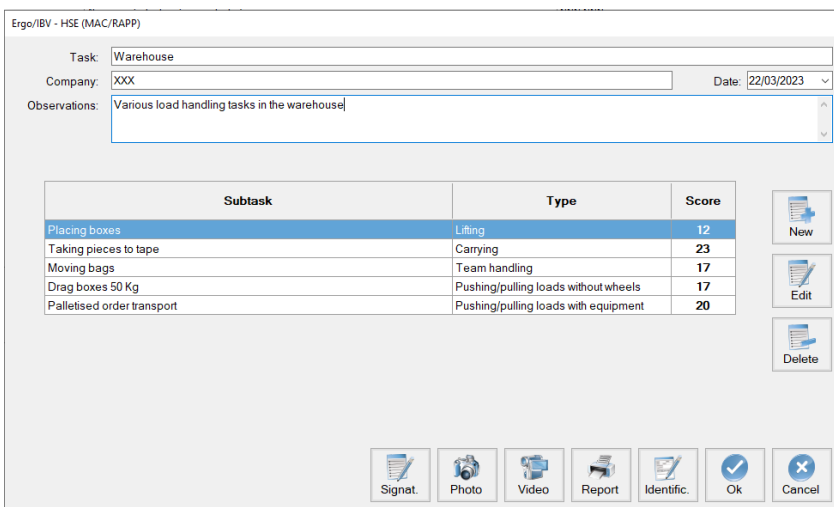 Ergo/IBV - HSE (MAC/RAPP)
Task: Warehouse
Company: XXX Date: 22/03/2023
Observations: Various load handling tasks in the warehouse
Subtask Type Score
Placing boxes Lifting 12
Taking pieces to tape Carrying 23
Moving bags Team handling 17
Drag boxes 50 Kg Pushing/pulling loads without wheels 17
Palletised order transport Pushing/pulling loads with equipment 20
New
Edit
Delete
Signat. Photo Video Report Identific. Ok Cancel